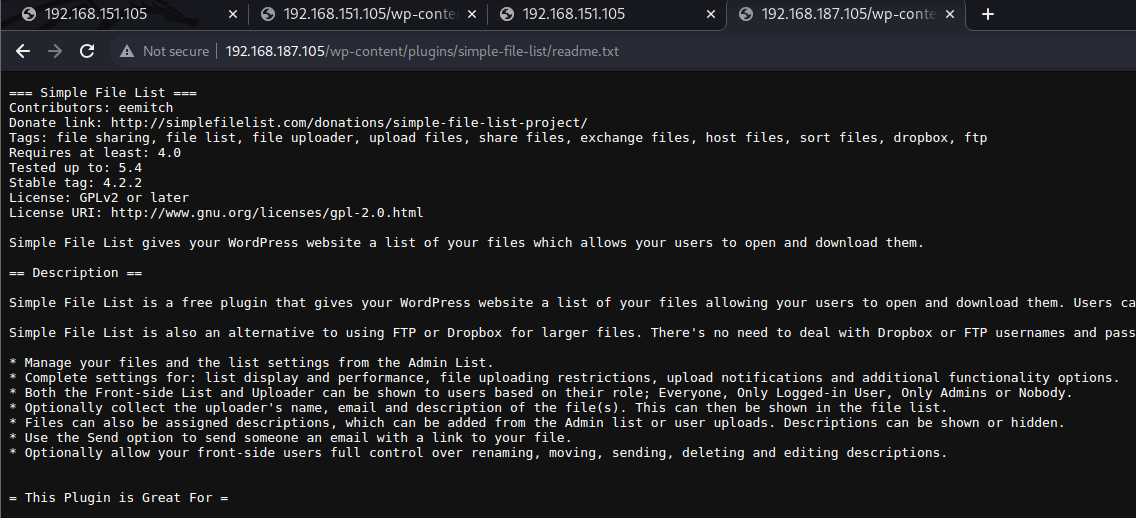 192.168.151.105
192.168.151.105/wp-conte
192.168.151.105
192.168.187.105/wp-conte
Not secure
192.168.187.105/wp-content/plugins/simple-file-list/readme.txt
=== Simple File List ===
Contributors: eemitch
Donate link: http://simplefilelist.com/donations/simple-file-list-project/
Tags: file sharing, file list, file uploader, upload files, share files, exchange files, host files, sort files, dropbox, ftp
Requires at least: 4.0
Tested up to: 5.4
Stable tag: 4.2.2
License: GPLv2 or later
License URI: http://www.gnu.org/licenses/gpl-2.0.html
Simple File List gives your WordPress website a list of your files which allows your users to open and download them.
== Description ==
Simple File List is a free plugin that gives your WordPress website a list of your files allowing your users to open and download them. Users ca
Simple File List is also an alternative to using FTP or Dropbox for larger files. There's no need to deal with Dropbox or FTP usernames and pass
* Manage your files and the list settings from the Admin List.
* Complete settings for: list display and performance, file uploading restrictions, upload notifications and additional functionality options.
* Both the Front-side List and Uploader can be shown to users based on their role; Everyone, Only Logged-in User, Only Admins or Nobody.
* Optionally collect the uploader's name, email and description of the file(s). This can then be shown in the file list.
* Files can also be assigned descriptions, which can be added from the Admin list or user uploads. Descriptions can be shown or hidden.
* Use the Send option to send someone an email with a link to your file.
* Optionally allow your front-side users full control over renaming, moving, sending, deleting and editing descriptions.
= This Plugin is Great For =